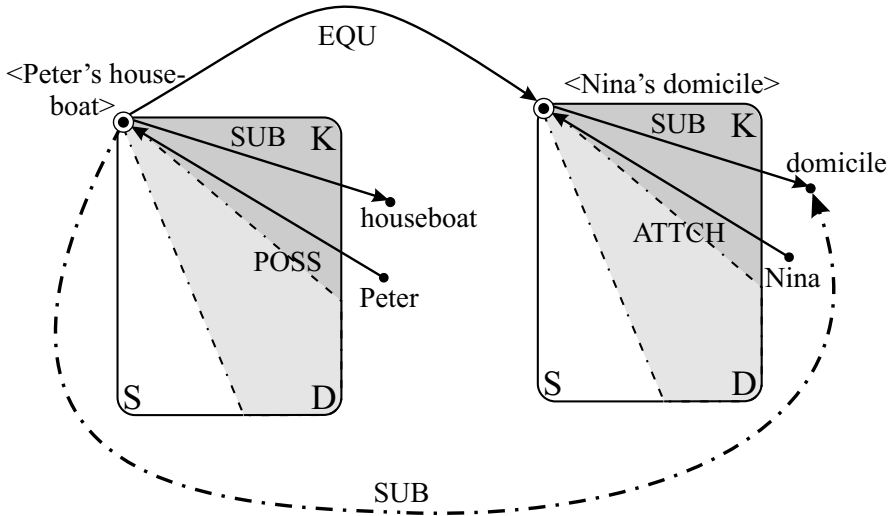 EQU
<Peter's house-
boat>
<Nina's domicile>
SUB
K
SUB
K
domicile
houseboat
ATTCH
POSS
Peter
Nina
S
D
S
D
SUB